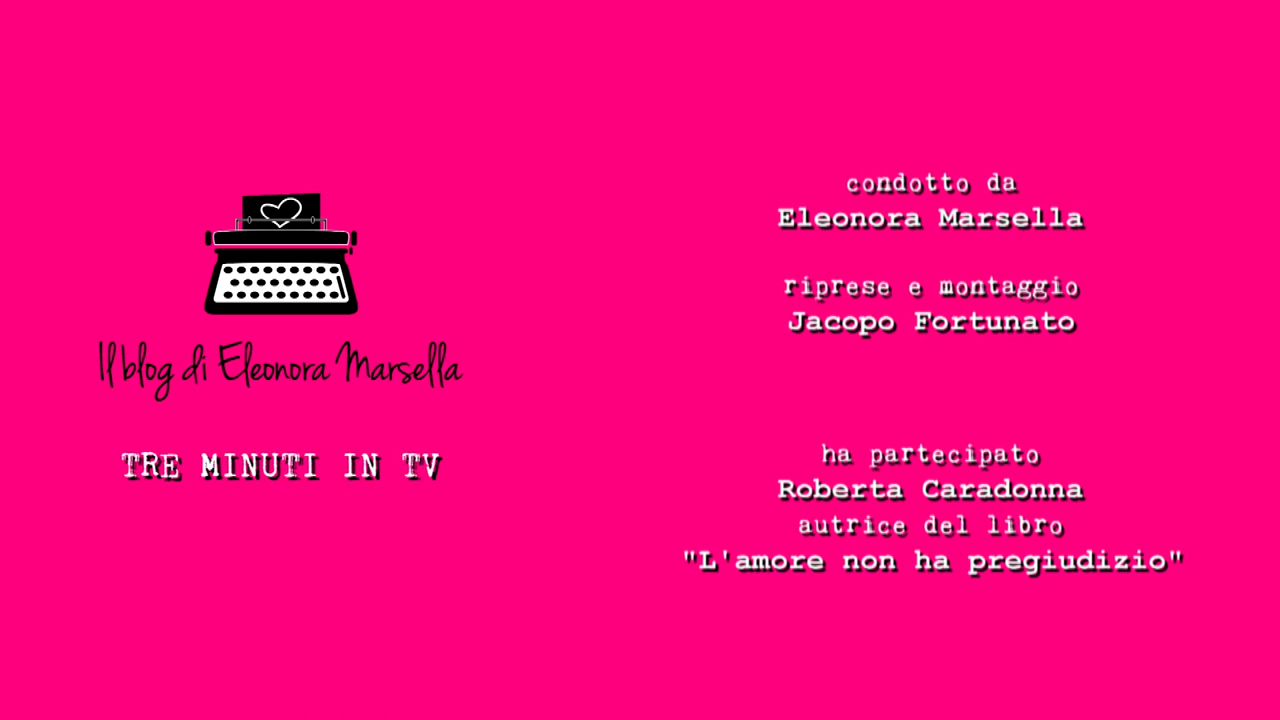 Il blog di Eleonora Marsella
TRE MINUTI IN TV
condotto da
Eleonora Marsella
riprese e montaggio
Jacopo Fortunato
ha partecipato
Roberta Caradonna
autrice del libro
"L'amore non ha pregiudizio"